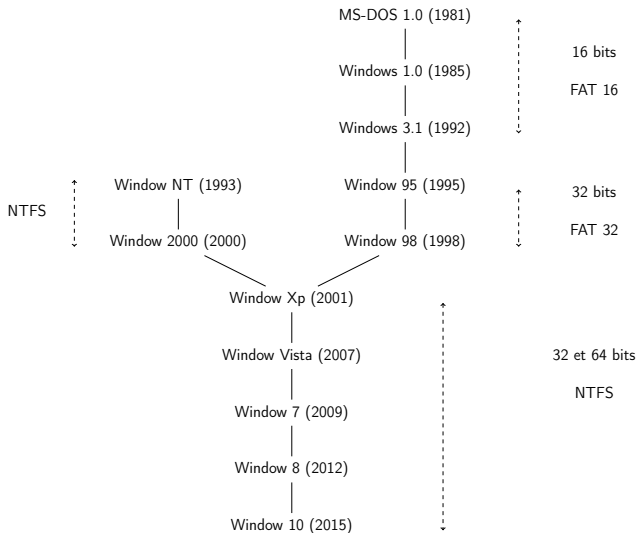 MS-DOS 1.0 (1981)
16 bits
Windows 1.0 (1985)
FAT 16
Windows 3.1 (1992)
Window NT (1993)
Window 95 (1995)
32 bits
NTFS
Window 2000 (2000)
Window 98 (1998)
FAT 32
Window Xp (2001)
Window Vista (2007)
32 et 64 bits
NTFS
Window 7 (2009)
Window 8 (2012)
Window 10 (2015)